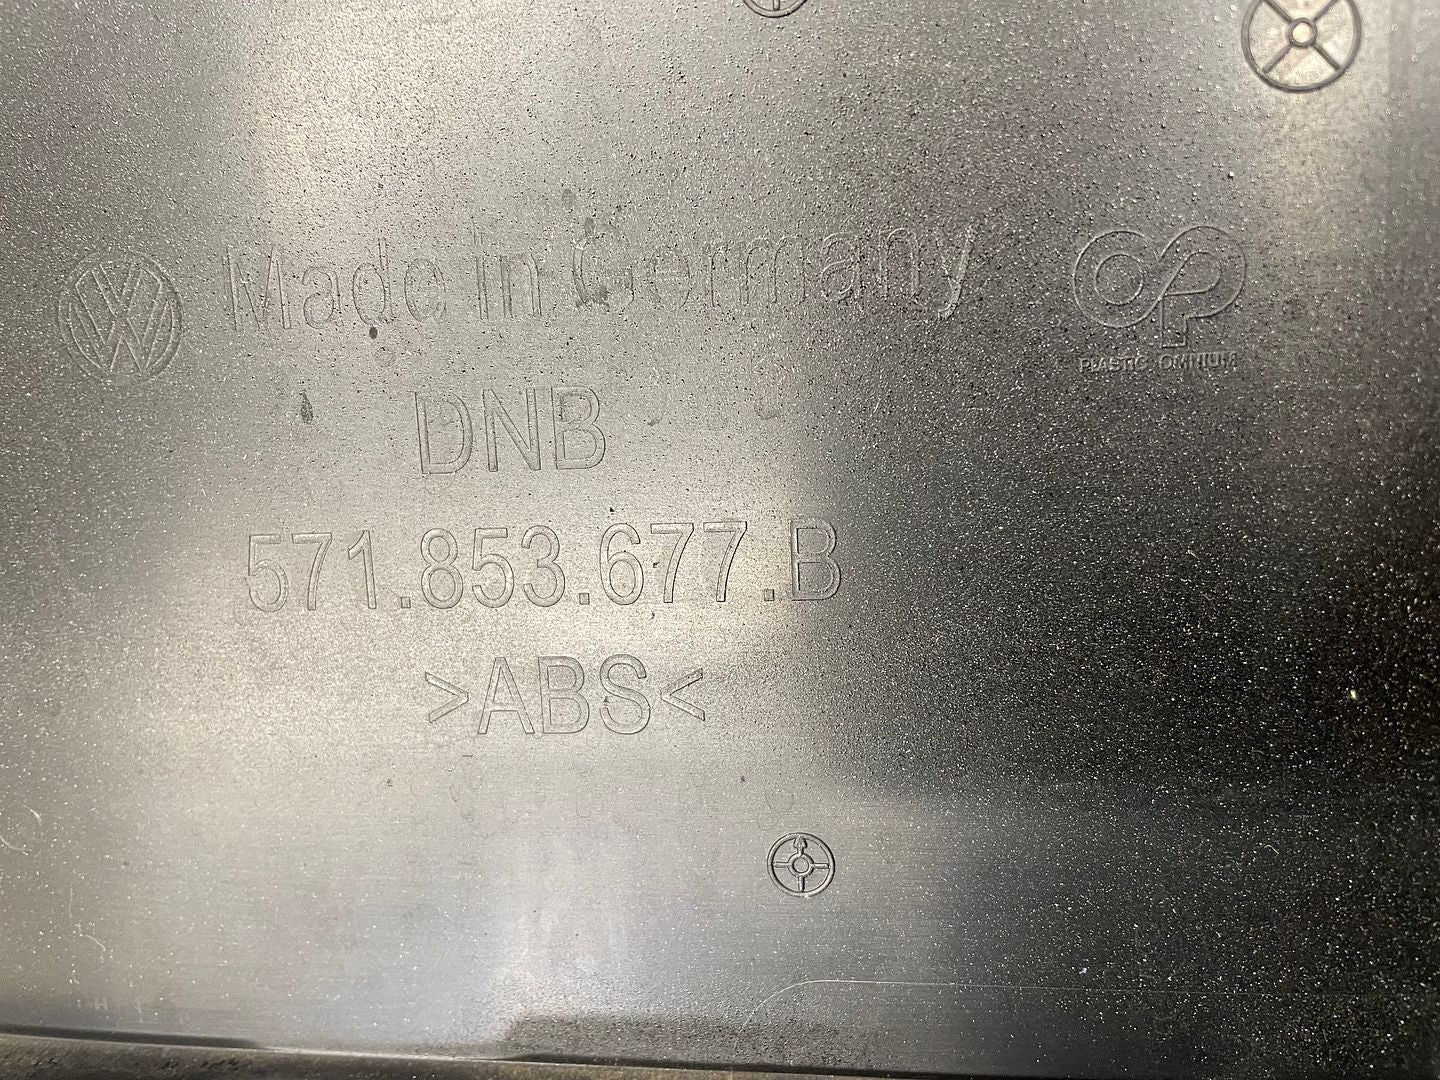 Made In Germany
PLASTIC OMNIUM
DNB
571.853.677.B
>ABS<